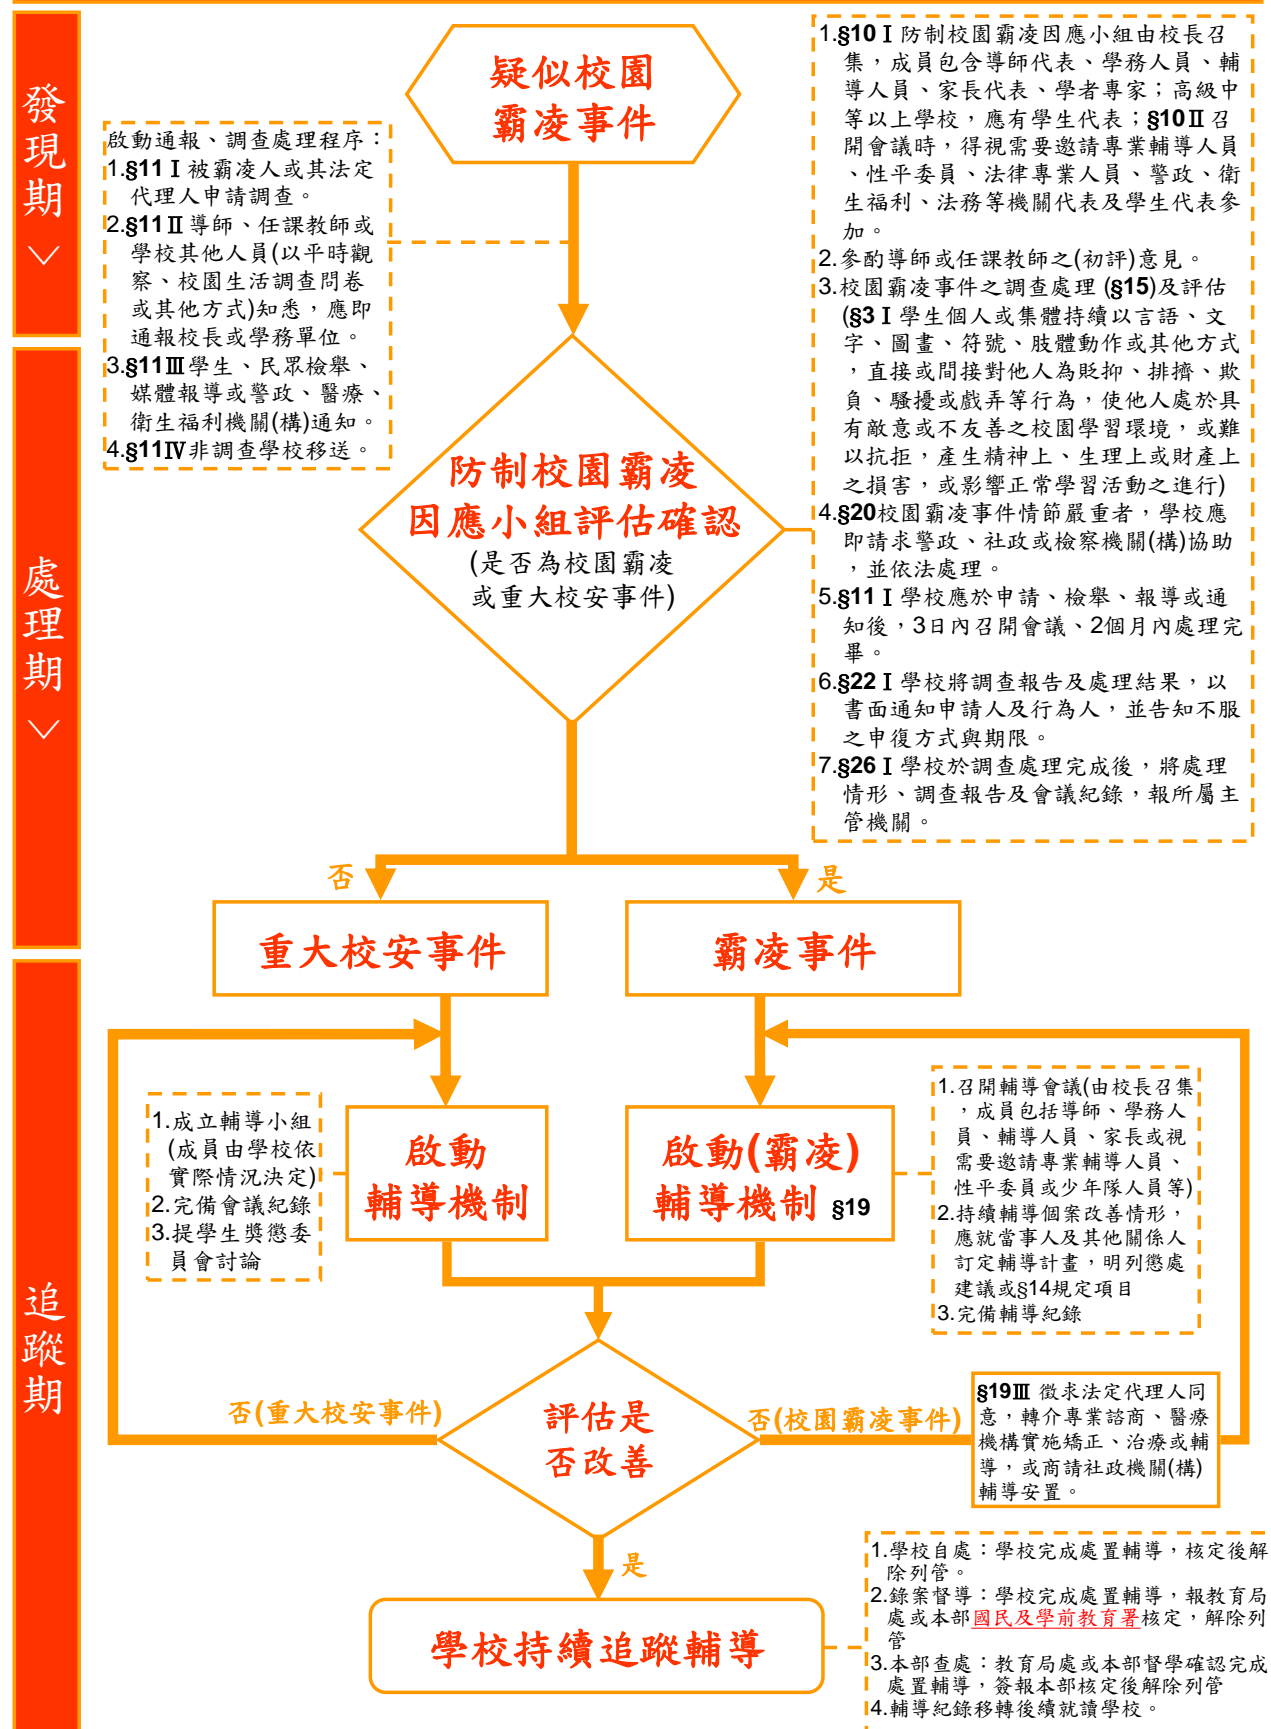 發現期
﹀
處理期
﹀
追蹤期
疑似校園
霸凌事件
啟動通報、調查處理程序：
1.§11Ⅰ被霸凌人或其法定
代理人申請調查。
2.§11Ⅱ導師、任課教師或
學校其他人員(以平時觀
察、校園生活調查問卷
或其他方式)知悉，應即
通報校長或學務單位。
3.§11Ⅲ學生、民眾檢舉、
媒體報導或警政、醫療、
衛生福利機關(構)通知。
4.§11Ⅳ非調查學校移送。
1.§10Ⅰ防制校園霸凌因應小組由校長召
集，成員包含導師代表、學務人員、輔
導人員、家長代表、學者專家；高級中
等以上學校，應有學生代表；§10Ⅱ召
開會議時，得視需要邀請專業輔導人員
、性平委員、法律專業人員、警政、衛
生福利、法務等機關代表及學生代表參
加。
2.參酌導師或任課教師之(初評)意見。
3.校園霸凌事件之調查處理 (§15)及評估
(§3Ⅰ學生個人或集體持續以言語、文
字、圖畫、符號、肢體動作或其他方式
，直接或間接對他人為貶抑、排擠、欺
負、騷擾或戲弄等行為，使他人處於具
有敵意或不友善之校園學習環境，或難
以抗拒，產生精神上、生理上或財產上
之損害，或影響正常學習活動之進行)
4.§20校園霸凌事件情節嚴重者，學校應
即請求警政、社政或檢察機關(構)協助
，並依法處理。
5.§11Ⅰ學校應於申請、檢舉、報導或通
知後，3日內召開會議、2個月內處理完
畢。
6.§22Ⅰ學校將調查報告及處理結果，以
書面通知申請人及行為人，並告知不服
之申復方式與期限。
7.§26Ⅰ學校於調查處理完成後，將處理
情形、調查報告及會議紀錄，報所屬主
管機關。
防制校園霸凌
因應小組評估確認
(是否為校園霸凌
或重大校安事件)
否
是
重大校安事件
霸凌事件
1.成立輔導小組
(成員由學校依
實際情況決定)
2.完備會議紀錄
3.提學生獎懲委
員會討論
啟動
輔導機制
啟動(霸凌)
輔導機制 §19
1.召開輔導會議(由校長召集
，成員包括導師、學務人
員、輔導人員、家長或視
需要邀請專業輔導人員、
性平委員或少年隊人員等)
2.持續輔導個案改善情形，
應就當事人及其他關係人
訂定輔導計畫，明列懲處
建議或§14規定項目
3.完備輔導紀錄
否(重大校安事件)
評估是
否改善
否(校園霸凌事件)
§19Ⅲ 徵求法定代理人同
意，轉介專業諮商、醫療
機構實施矯正、治療或輔
導，或商請社政機關(構)
輔導安置。
是
學校持續追蹤輔導
1.學校自處：學校完成處置輔導，核定後解
除列管。
2.錄案督導：學校完成處置輔導，報教育局
處或本部國民及學前教育署核定，解除列
管
3.本部查處：教育局處或本部督學確認完成
處置輔導，簽報本部核定後解除列管
4.輔導紀錄移轉後續就讀學校。